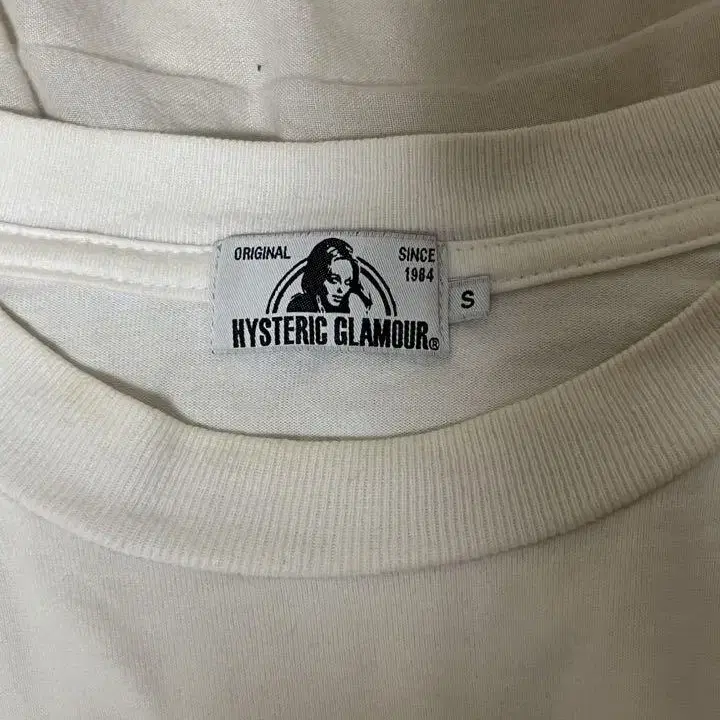 ORIGINAL
SINCE
1984
HYSTERIC GLAMOUR®
S